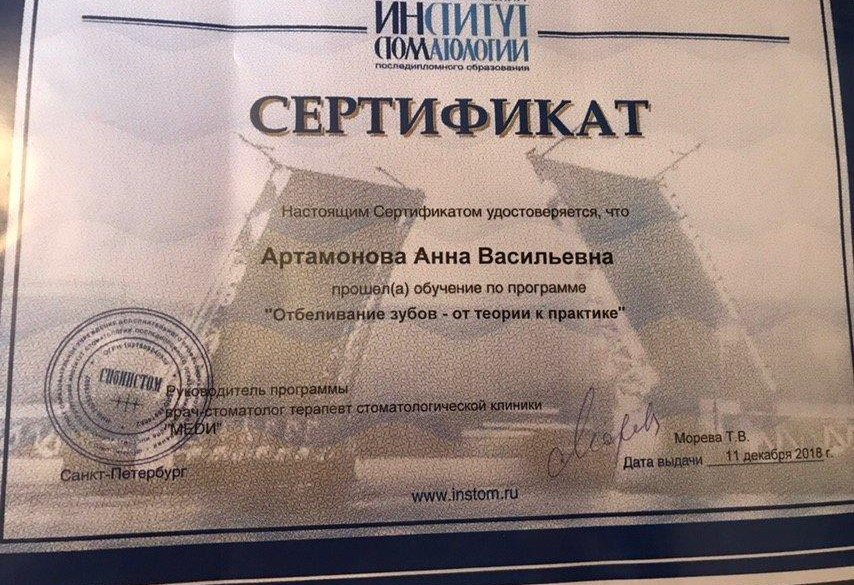 ИНСТИТУТ
СТОМАТОЛОГИИ
последипломного образования
СЕРТИФИКАТ
Настоящим Сертификатом удостоверяется, что
Артамонова Анна Васильевна
прошел(а) обучение по программе
"Отбеливание зубов - от теории к практике"
СПбИНСТОМ
Руководитель программы
врач-стоматолог терапевт стоматологической клиники
"МЕДИ"
Морева Т.В.
Санкт-Петербург
Дата выдачи 11 декабря 2018 г.
www.instom.ru